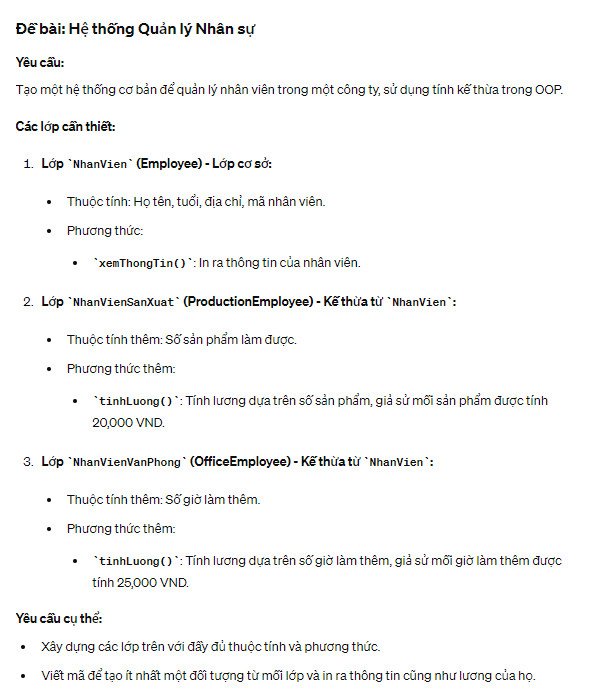 Đề bài: Hệ thống Quản lý Nhân sự
Yêu cầu:
Tạo một hệ thống cơ bản để quản lý nhân viên trong một công ty, sử dụng tính kế thừa trong OOP.
Các lớp cần thiết:
1. Lớp `NhanVien` (Employee) - Lớp cơ sở:
• Thuộc tính: Họ tên, tuổi, địa chỉ, mã nhân viên.
• Phương thức:
• `xemThongTin()`: In ra thông tin của nhân viên.
2. Lớp `NhanVienSanXuat` (ProductionEmployee) - Kế thừa từ `NhanVien`:
• Thuộc tính thêm: Số sản phẩm làm được.
• Phương thức thêm:
• `tinhLuong()`: Tính lương dựa trên số sản phẩm, giả sử mỗi sản phẩm được tính
20,000 VND.
3. Lớp `NhanVienVanPhong` (OfficeEmployee) - Kế thừa từ `NhanVien`:
• Thuộc tính thêm: Số giờ làm thêm.
• Phương thức thêm:
• `tinhLuong()`: Tính lương dựa trên số giờ làm thêm, giả sử mỗi giờ làm thêm được
tính 25,000 VND.
Yêu cầu cụ thể:
• Xây dựng các lớp trên với đầy đủ thuộc tính và phương thức.
• Viết mã để tạo ít nhất một đối tượng từ mỗi lớp và in ra thông tin cũng như lương của họ.